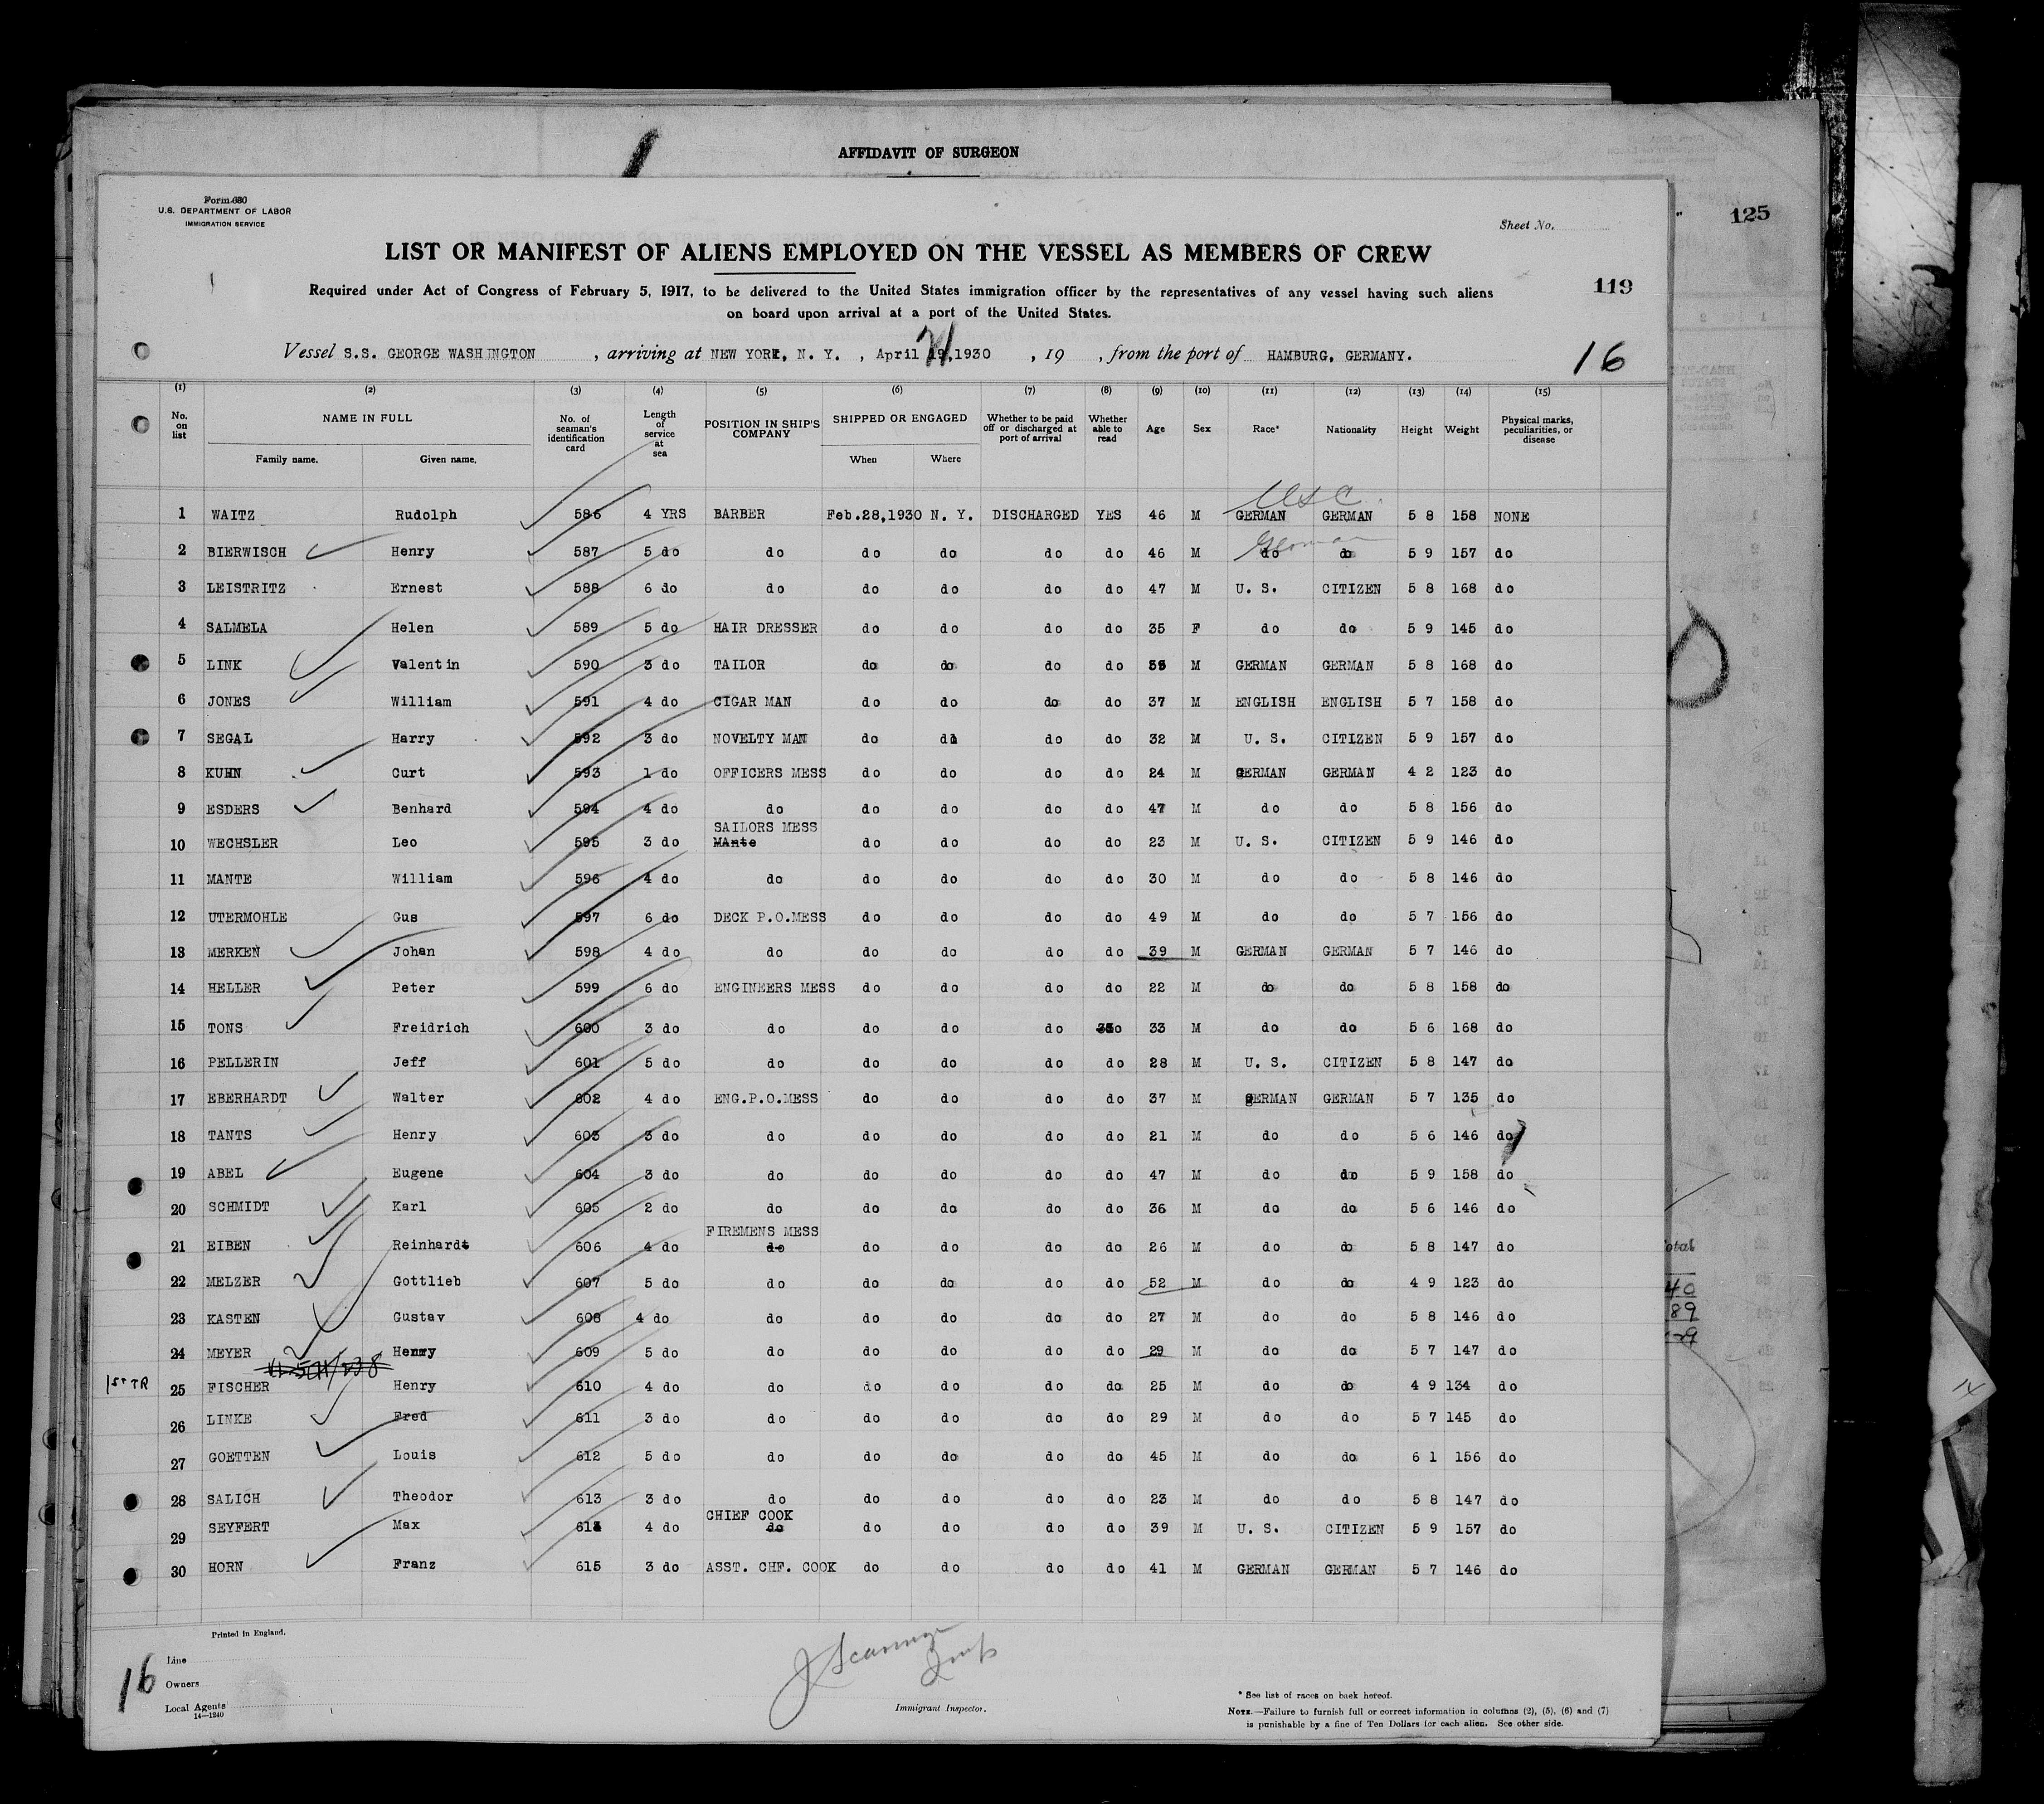 AFFIDAVIT OF SURGEON
Form 680
U.S. DEPARTMENT OF LABOR
IMMIGRATION SERVICE
Sheet No.
125
LIST OR MANIFEST OF ALIENS EMPLOYED ON THE VESSEL AS MEMBERS OF CREW
119
Required under Act of Congress of February 5, 1917, to be delivered to the United States immigration officer by the representatives of any vessel having such aliens
on board upon arrival at a port of the United States.
Vessel S.S. GEORGE WASHINGTON , arriving at NEW YORK, N. Y. , April 19,1930 21 , 19 , from the port of HAMBURG, GERMANY. 16
(1) (2) (3) (4) (5) (6) (7) (8) (9) (10) (11) (12) (13) (14) (15)
No. on list NAME IN FULL Family name. Given name. No. of seaman's identification card Length of service at sea POSITION IN SHIP'S COMPANY SHIPPED OR ENGAGED When Where Whether to be paid off or discharged at port of arrival Whether able to read Age Sex Race* Nationality Height Weight Physical marks, peculiarities, or disease
USC
1 WAITZ Rudolph 586 4 YRS BARBER Feb.28,1930 N. Y. DISCHARGED YES 46 M GERMAN GERMAN 5 8 158 NONE
German
2 BIERWISCH Henry 587 5 do do do do do do 46 M do do 5 9 157 do
3 LEISTRITZ Ernest 588 6 do do do do do do 47 M U. S. CITIZEN 5 8 168 do
4 SALMELA Helen 589 5 do HAIR DRESSER do do do do 35 F do do 5 9 145 do
5 LINK Valentin 590 3 do TAILOR do do do do M GERMAN GERMAN 5 8 168 do
6 JONES William 591 4 do CIGAR MAN do do do do 37 M ENGLISH ENGLISH 5 7 158 do
7 SEGAL Harry 592 3 do NOVELTY MAN do do do do 32 M U. S. CITIZEN 5 9 157 do
8 KUHN Curt 593 1 do OFFICERS MESS do do do do 24 M GERMAN GERMAN 4 2 123 do
9 ESDERS Benhard 594 4 do do do do do do 47 M do do 5 8 156 do
SAILORS MESS
10 WECHSLER Leo 595 3 do MAnte do do do do 23 M U. S. CITIZEN 5 9 146 do
11 MANTE William 596 4 do do do do do do 30 M do do 5 8 146 do
12 UTERMOHLE Gus 597 6 do DECK P.O.MESS do do do do 49 M do do 5 7 156 do
13 MERKEN Johan 598 4 do do do do do do 39 M GERMAN GERMAN 5 7 146 do
14 HELLER Peter 599 6 do ENGINEERS MESS do do do do 22 M do do 5 8 158 do
15 TONS Freidrich 600 3 do do do do do 33 M do do 5 6 168 do
16 PELLERIN Jeff 601 5 do do do do do do 28 M U. S. CITIZEN 5 8 147 do
17 EBERHARDT Walter 602 4 do ENG.P.O.MESS do do do do 37 M GERMAN GERMAN 5 7 135 do
18 TANTS Henry 603 3 do do do do do do 21 M do do 5 6 146 do
19 ABEL Eugene 604 3 do do do do do do 47 M do do 5 9 158 do
20 SCHMIDT Karl 605 2 do do do do do do 36 M do do 5 6 146 do
FIREMENS MESS
21 EIBEN Reinhardt 606 4 do do do do do do 26 M do do 5 8 147 do
22 MELZER Gottlieb 607 5 do do do do do do 52 M do do 4 9 123 do
23 KASTEN Gustav 608 4 do do do do do do 27 M do do 5 8 146 do
24 MEYER Henry 609 5 do do do do do do 29 M do do 5 7 147 do
1st TR 25 FISCHER Henry 610 4 do do do do do do 25 M do do 4 9 134 do
26 LINKE Fred 611 3 do do do do do do 29 M do do 5 7 145 do
27 GOETTEN Louis 612 5 do do do do do do 45 M do do 6 1 156 do
28 SALICH Theodor 613 3 do do do do do do 23 M do do 5 8 147 do
CHIEF COOK
29 SEYFERT Max 614 4 do do do do do do 39 M U. S. CITIZEN 5 9 157 do
30 HORN Franz 615 3 do ASST. CHF. COOK do do do do 41 M GERMAN GERMAN 5 7 146 do
Total
40
89
Printed in England.
16
Line
Owners
Local Agents
14—1240
Immigrant Inspector.
* See list of races on back hereof.
NOTE.—Failure to furnish full or correct information in columns (2), (5), (6) and (7)
is punishable by a fine of Ten Dollars for each alien. See other side.
14